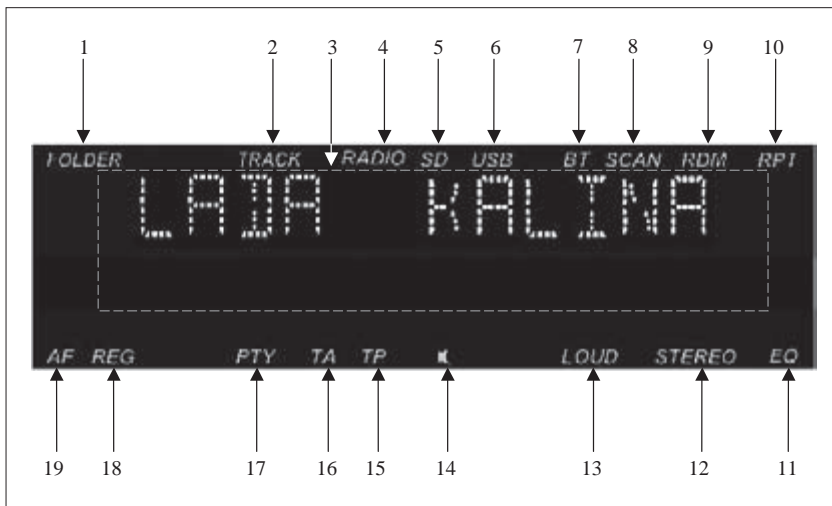 1 2 3 4 5 6 7 8 9 10
FOLDER TRACK RADIO SD USB BT SCAN RDM RPT
LADA KALINA
AF REG PTY TA TP LOUD STEREO EQ
19 18 17 16 15 14 13 12 11